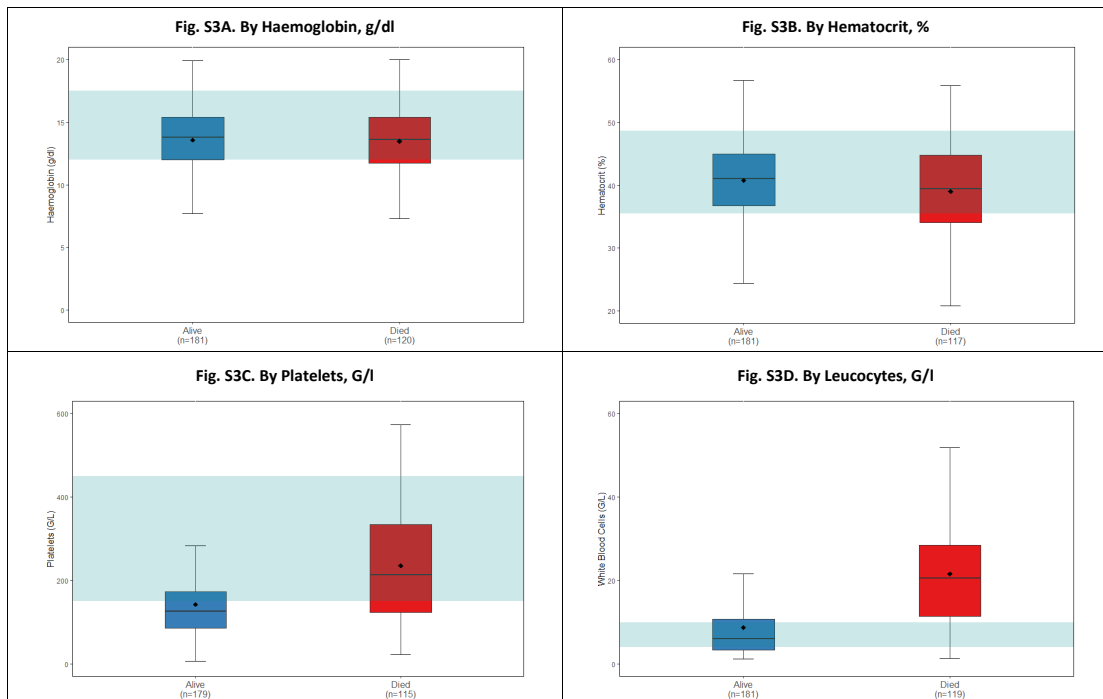 Fig. S3A. By Haemoglobin, g/dl
20
15
10
5
0
Haemoglobin (g/dl)
Alive
(n=181)
Died
(n=120)
Fig. S3B. By Hematocrit, %
60
50
40
30
20
Hematocrit (%)
Alive
(n=181)
Died
(n=117)
Fig. S3C. By Platelets, G/l
600
400
200
0
Platelets (G/L)
Alive
(n=179)
Died
(n=115)
Fig. S3D. By Leucocytes, G/l
60
40
20
0
White Blood Cells (G/L)
Alive
(n=181)
Died
(n=119)